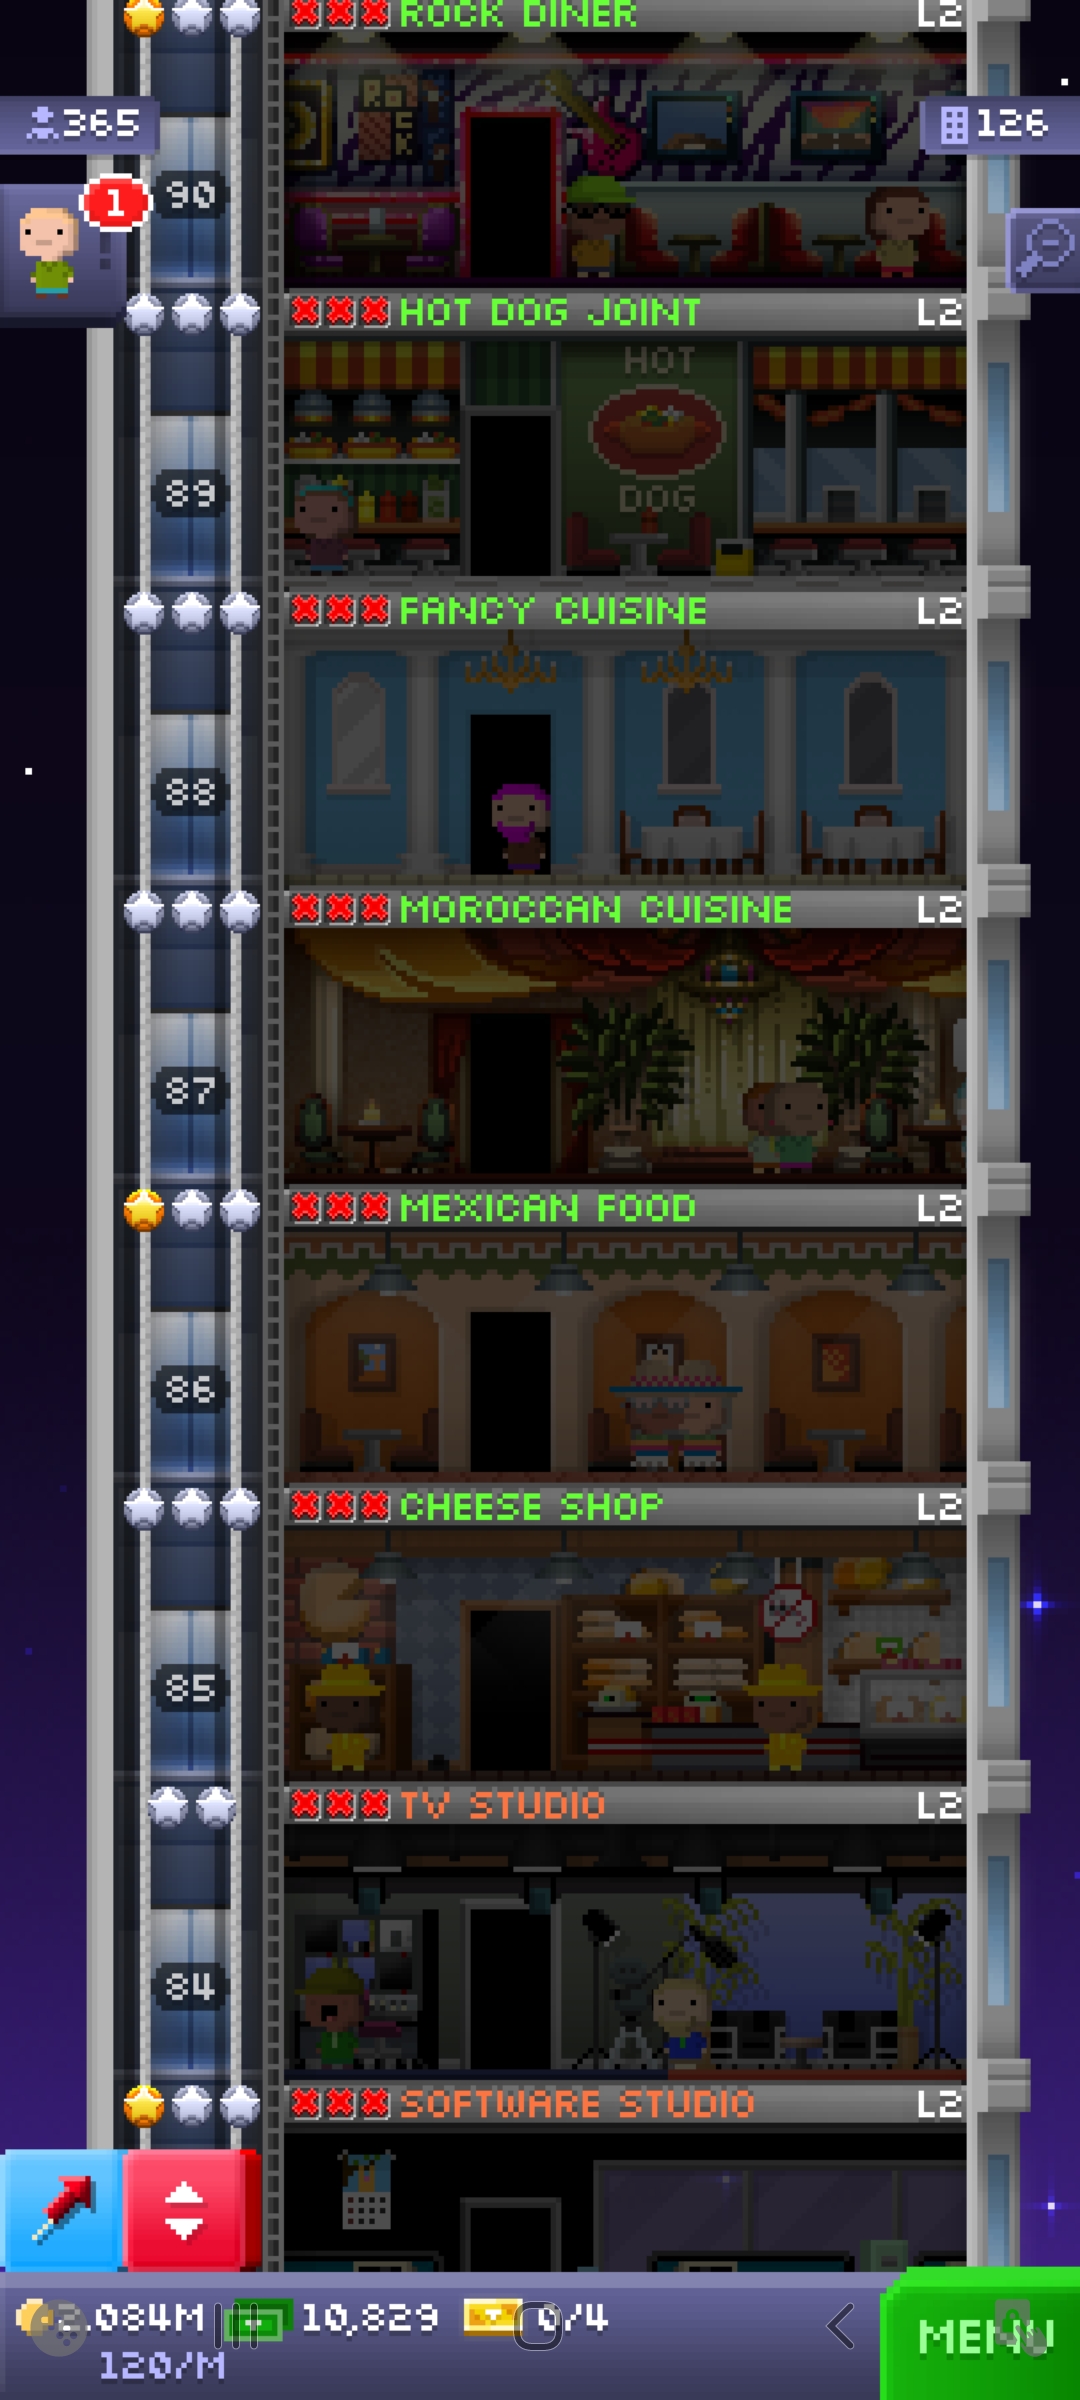 ROCK DINER L2
365
126
1
90
HOT DOG JOINT L2
HOT
DOG
89
FANCY CUISINE L2
88
MOROCCAN CUISINE L2
87
MEXICAN FOOD L2
86
CHEESE SHOP L2
85
TV STUDIO L2
84
SOFTWARE STUDIO L2
2.084M 10,829 0/4
120/M
MENU